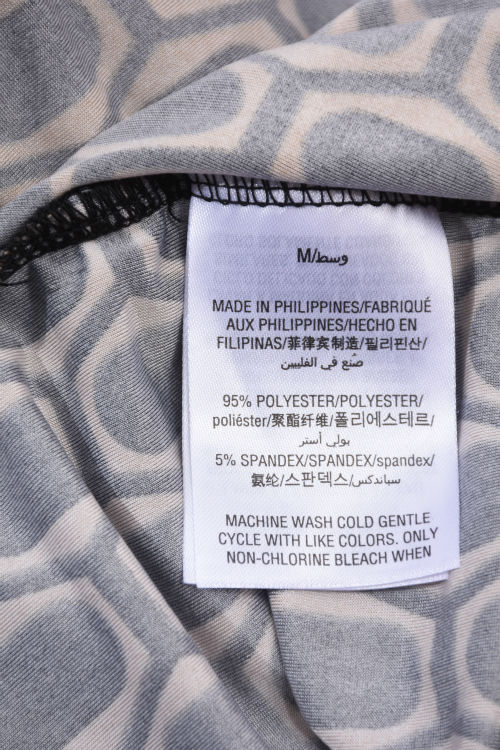 M/وسط
MADE IN PHILIPPINES/FABRIQUÉ
AUX PHILIPPINES/HECHO EN
FILIPINAS/菲律宾制造/필리핀산/
صُنع في الفلبين
95% POLYESTER/POLYESTER/
poliéster/聚酯纤维/폴리에스테르/
بولي أستر
5% SPANDEX/SPANDEX/spandex/
氨纶/스판덱스/سباندكس
MACHINE WASH COLD GENTLE
CYCLE WITH LIKE COLORS. ONLY
NON-CHLORINE BLEACH WHEN